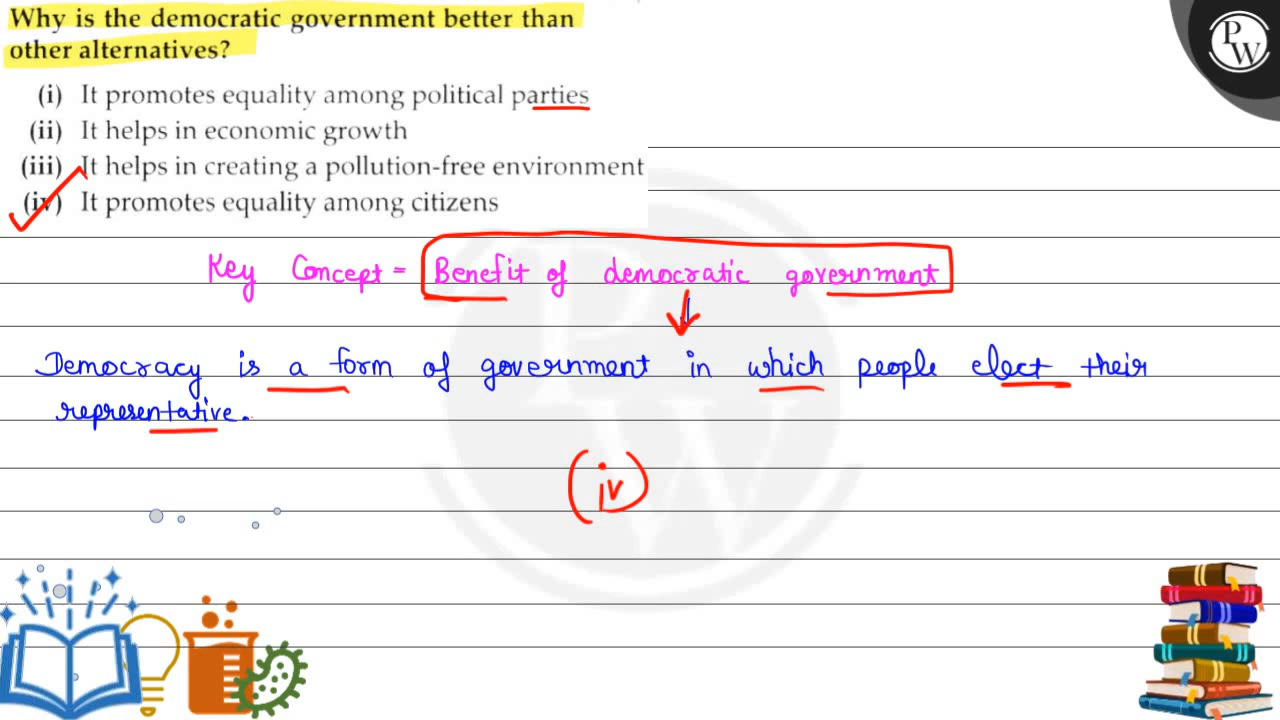 Why is the democratic government better than
other alternatives?
(i) It promotes equality among political parties
(ii) It helps in economic growth
(iii) It helps in creating a pollution-free environment
(iv) It promotes equality among citizens
Key Concept = Benefit of democratic government
Democracy is a form of government in which people elect their
representative.
(iv)
PW
PW